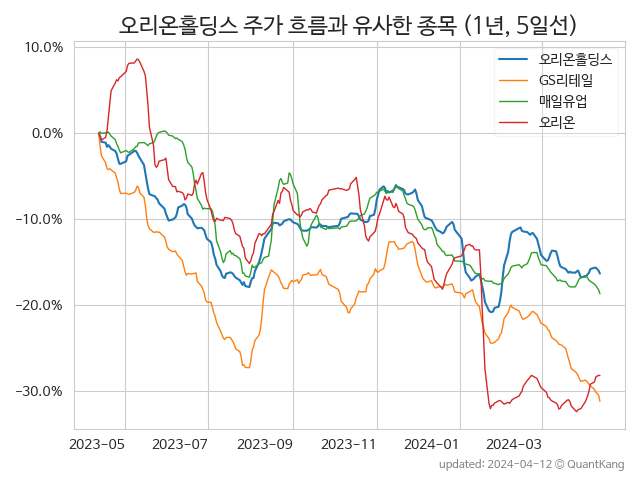 오리온홀딩스 주가 흐름과 유사한 종목 (1년, 5일선)
10.0%
0.0%
−10.0%
−20.0%
−30.0%
오리온홀딩스
GS리테일
매일유업
오리온
2023-05 2023-07 2023-09 2023-11 2024-01 2024-03
updated: 2024-04-12 © QuantKang